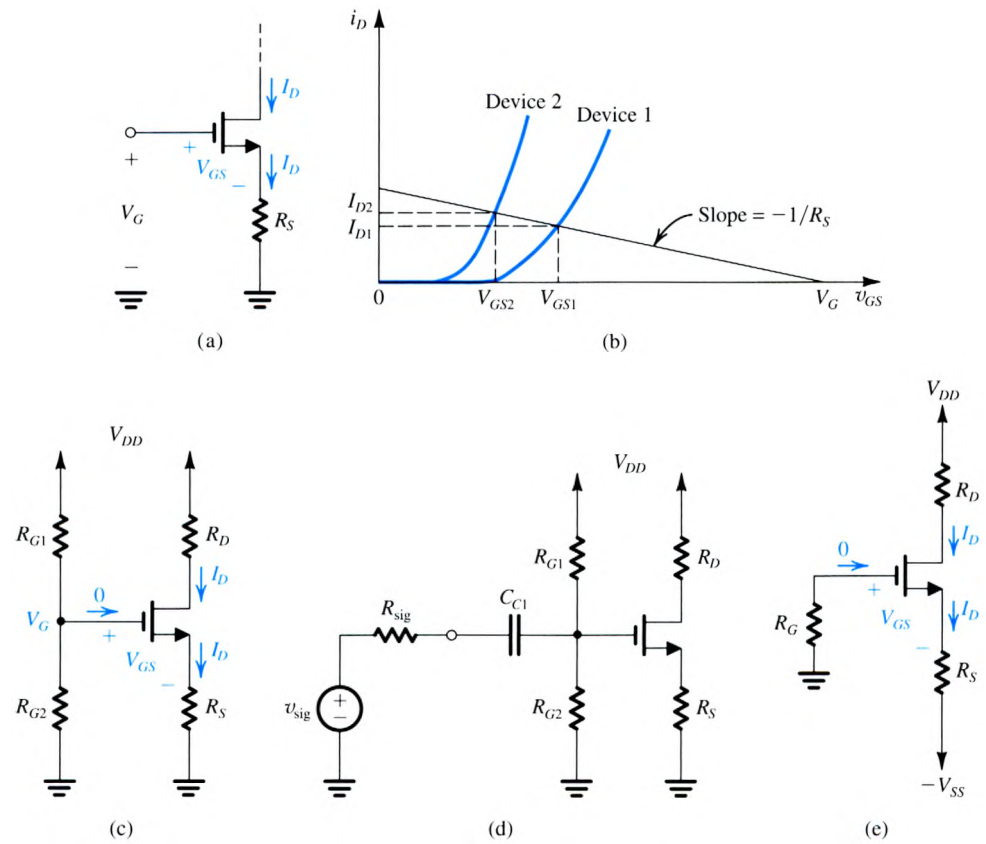 I_D
+ V_GS −
I_D
+
V_G
−
R_S
(a)
i_D
Device 2
Device 1
I_D2
I_D1
Slope = −1/R_S
0
V_GS2
V_GS1
V_G
v_GS
(b)
V_DD
R_G1
R_D
I_D
0
V_G
+
V_GS
−
I_D
R_G2
R_S
(c)
V_DD
R_G1
R_D
C_C1
R_sig
v_sig
+
−
R_G2
R_S
(d)
V_DD
R_D
0
I_D
R_G
+
V_GS
−
I_D
R_S
−V_SS
(e)